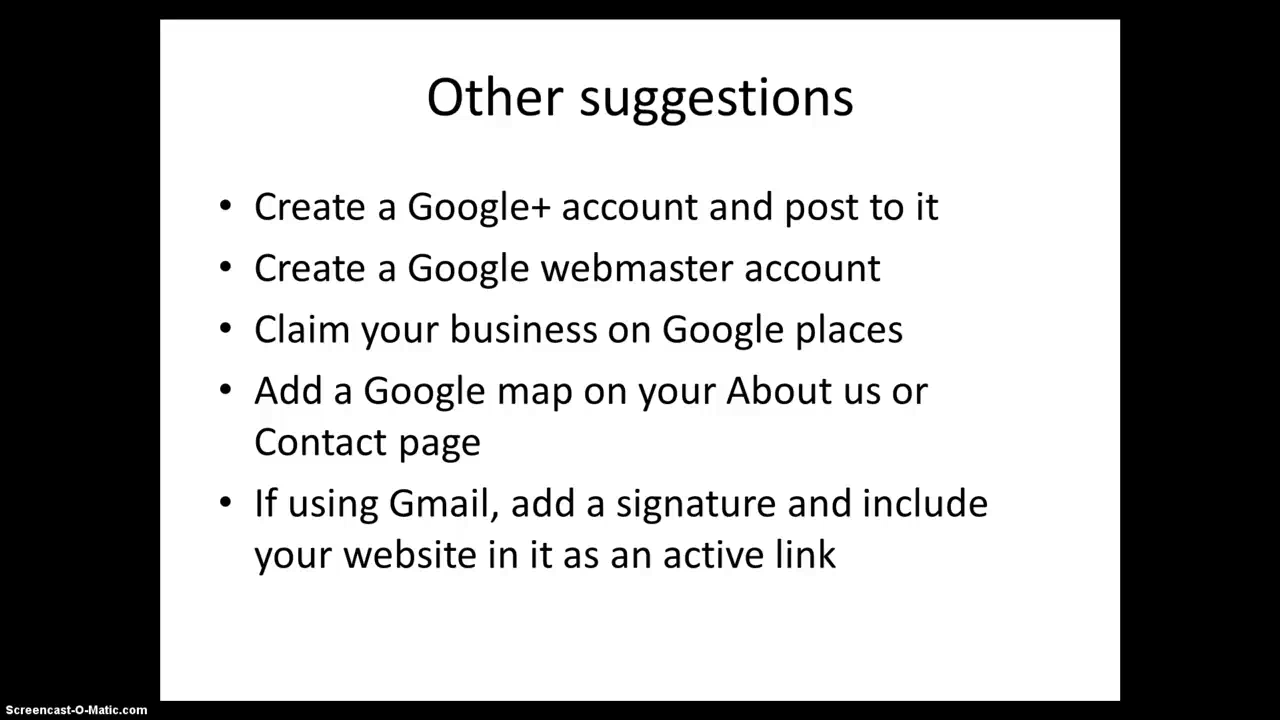 Other suggestions
• Create a Google+ account and post to it
• Create a Google webmaster account
• Claim your business on Google places
• Add a Google map on your About us or
Contact page
• If using Gmail, add a signature and include
your website in it as an active link
Screencast-O-Matic.com